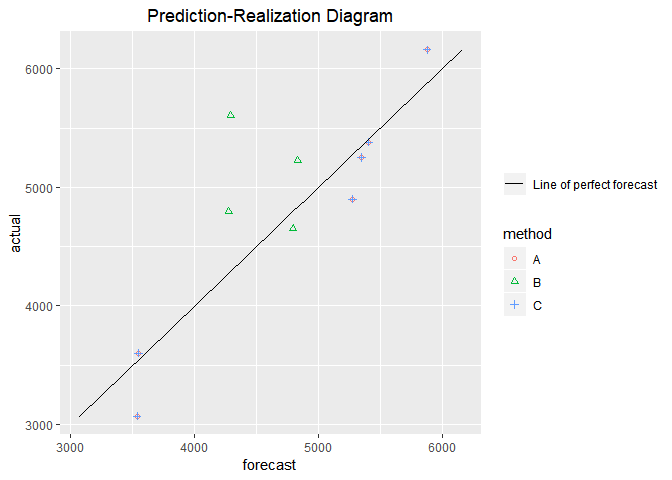 Prediction-Realization Diagram
6000
5000
4000
3000
actual
3000 4000 5000 6000
forecast
Line of perfect forecast
method
A
B
C